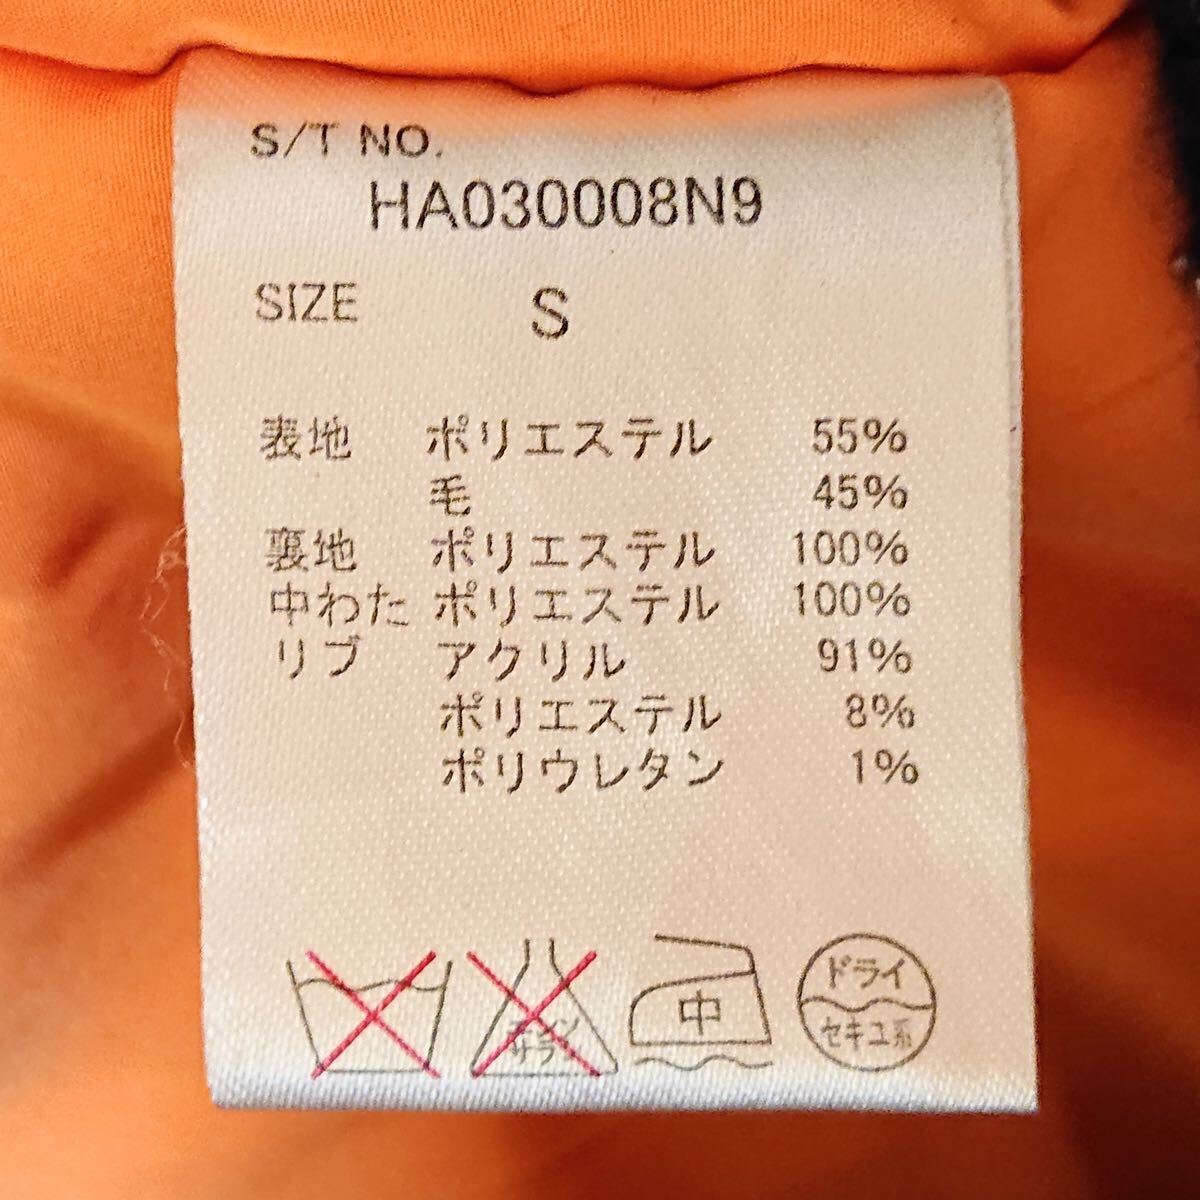 S/T NO.
HA030008N9
SIZE S
表地 ポリエステル 55%
毛 45%
裏地 ポリエステル 100%
中わた ポリエステル 100%
リブ アクリル 91%
ポリエステル 8%
ポリウレタン 1%
中
ドライ
セキユ系